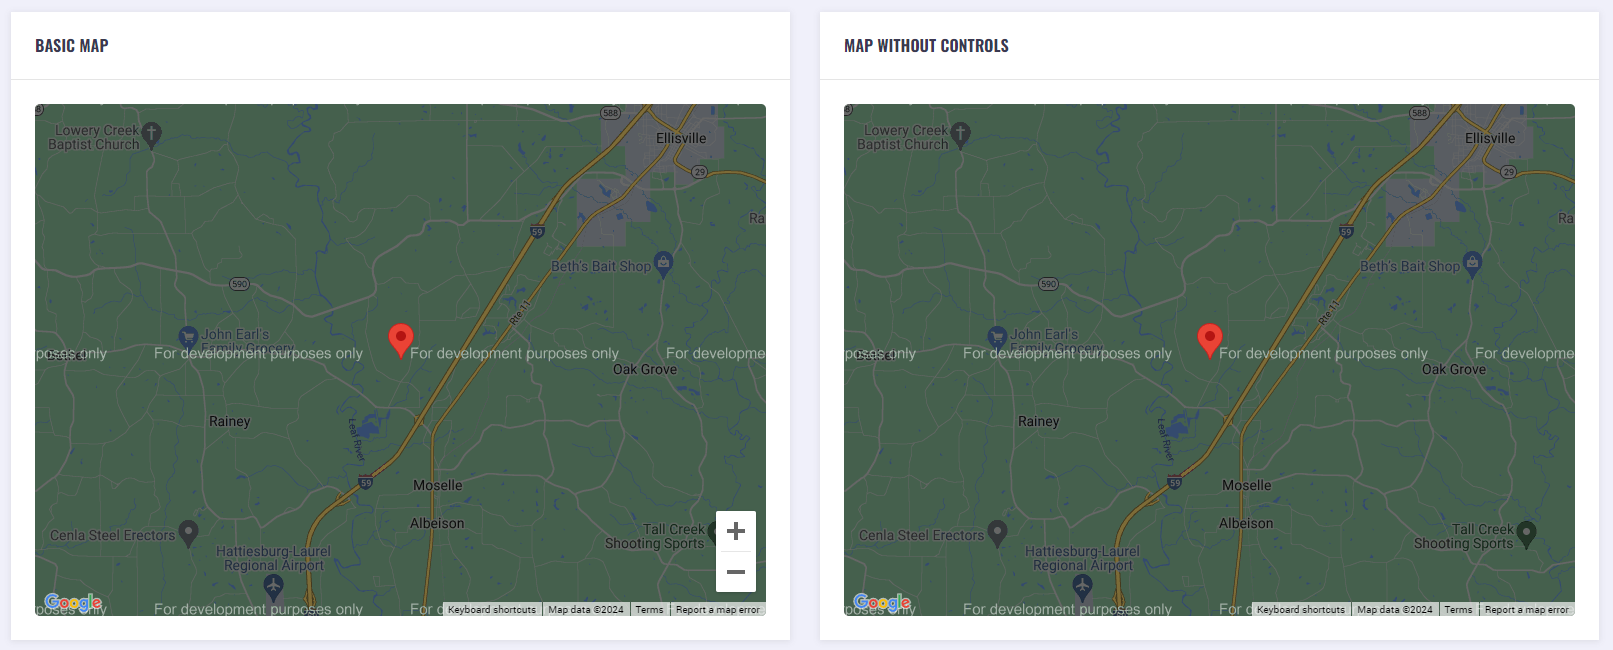 BASIC MAP
8
Lowery Creek
Baptist Church
588
Ellisville
29
Ra
59
Beth's Bait Shop
590
Rte-11
John Earl's
Family Grocery
poses only
For development purposes only
For development purposes only
For developme
Oak Grove
Rainey
Leaf River
59
Moselle
Albeison
Cenla Steel Erectors
Tall Creek
Shooting Sports
Hattiesburg-Laurel
Regional Airport
Google
poses only
For development purposes only
For d
Keyboard shortcuts
Map data ©2024
Terms
Report a map error
MAP WITHOUT CONTROLS
8
Lowery Creek
Baptist Church
588
Ellisville
29
Ra
59
Beth's Bait Shop
590
Rte-11
John Earl's
Family Grocery
poses only
For development purposes only
For development purposes only
For developme
Oak Grove
Rainey
Leaf River
59
Moselle
Albeison
Cenla Steel Erectors
Tall Creek
Shooting Sports
Hattiesburg-Laurel
Regional Airport
Google
poses only
For development purposes only
For d
Keyboard shortcuts
Map data ©2024
Terms
Report a map error